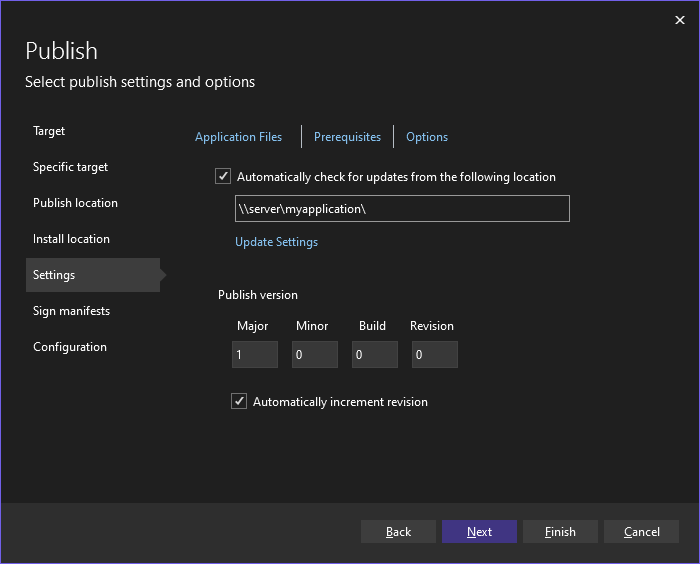 Publish
Select publish settings and options
Target
Specific target
Publish location
Install location
Settings
Sign manifests
Configuration
Application Files Prerequisites Options
Automatically check for updates from the following location
\\server\myapplication\
Update Settings
Publish version
Major Minor Build Revision
1 0 0 0
Automatically increment revision
Back Next Finish Cancel